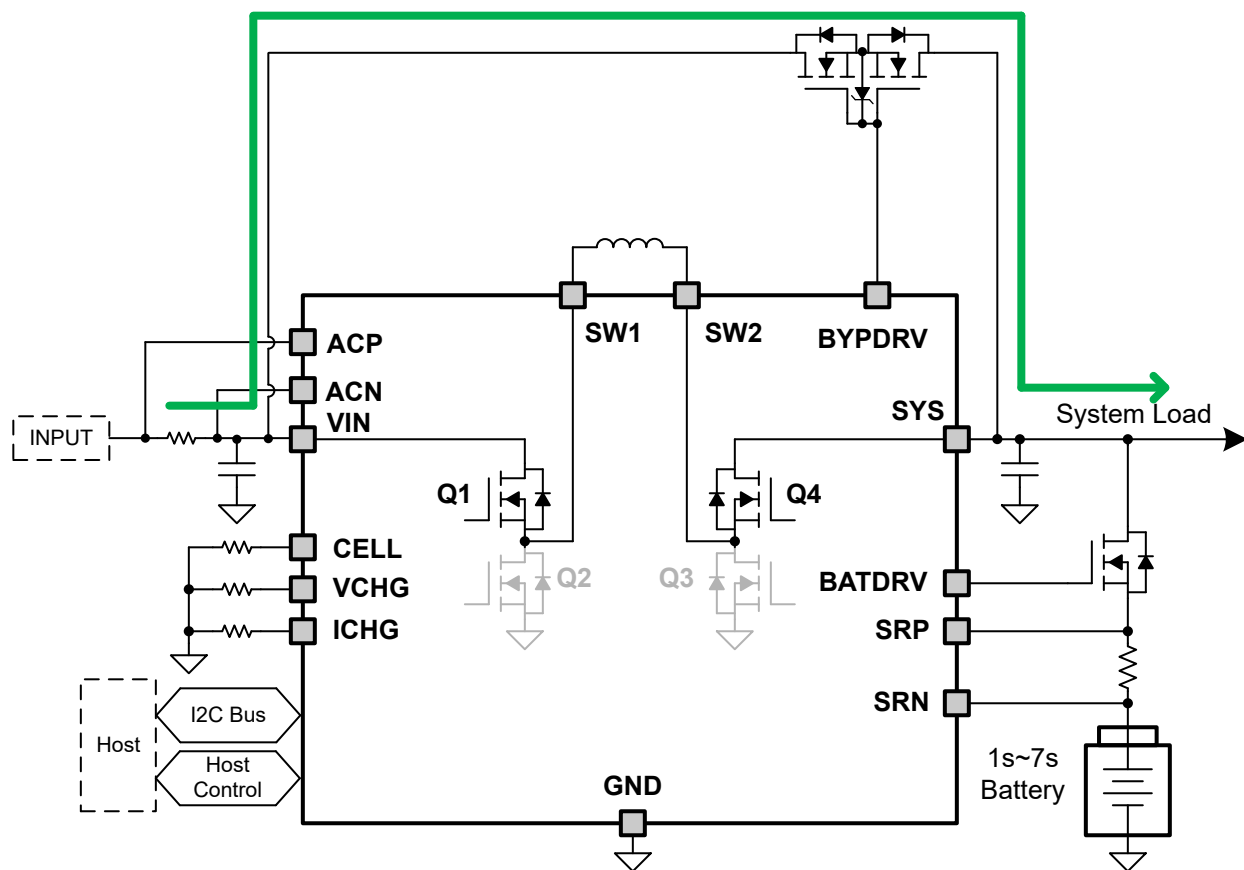 SW1
SW2
BYPDRV
ACP
ACN
VIN
SYS
System Load
INPUT
Q1
Q4
CELL
VCHG
ICHG
Q2
Q3
BATDRV
SRP
SRN
I2C Bus
Host
Host
Control
GND
1s~7s
Battery